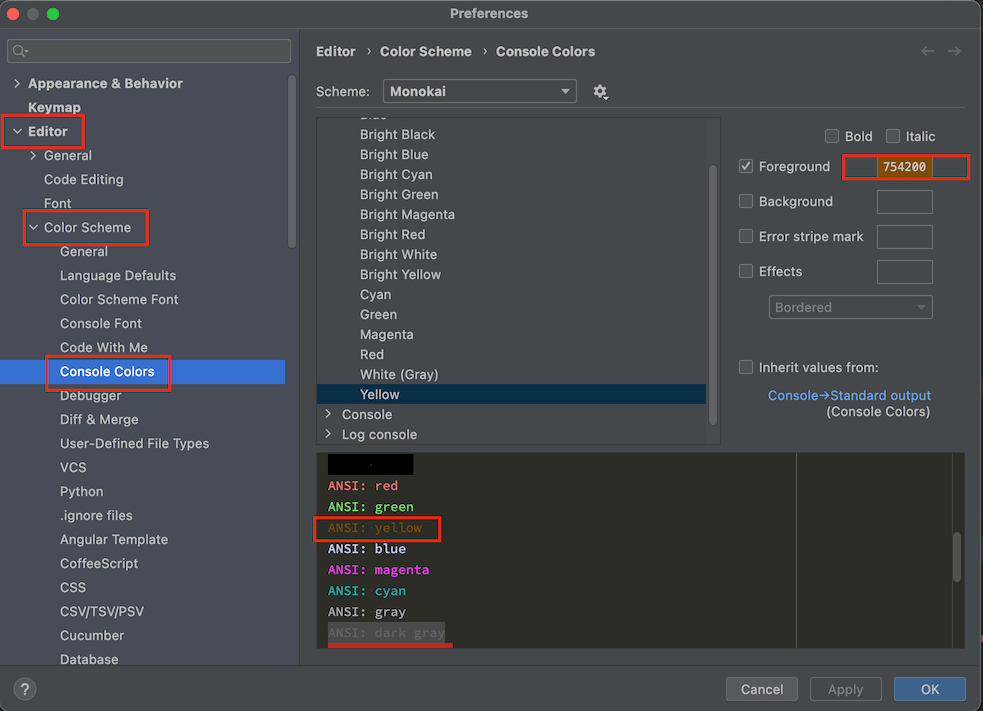 Preferences
Editor › Color Scheme › Console Colors
Scheme: Monokai
Appearance & Behavior
Keymap
Editor
General
Code Editing
Font
Color Scheme
General
Language Defaults
Color Scheme Font
Console Font
Code With Me
Console Colors
Debugger
Diff & Merge
User-Defined File Types
VCS
Python
.ignore files
Angular Template
CoffeeScript
CSS
CSV/TSV/PSV
Cucumber
Database
Blue
Bright Black
Bright Blue
Bright Cyan
Bright Green
Bright Magenta
Bright Red
Bright White
Bright Yellow
Cyan
Green
Magenta
Red
White (Gray)
Yellow
Console
Log console
Bold Italic
Foreground 754200
Background
Error stripe mark
Effects
Bordered
Inherit values from:
Console→Standard output
(Console Colors)
ANSI: red
ANSI: green
ANSI: yellow
ANSI: blue
ANSI: magenta
ANSI: cyan
ANSI: gray
ANSI: dark gray
?
Cancel Apply OK